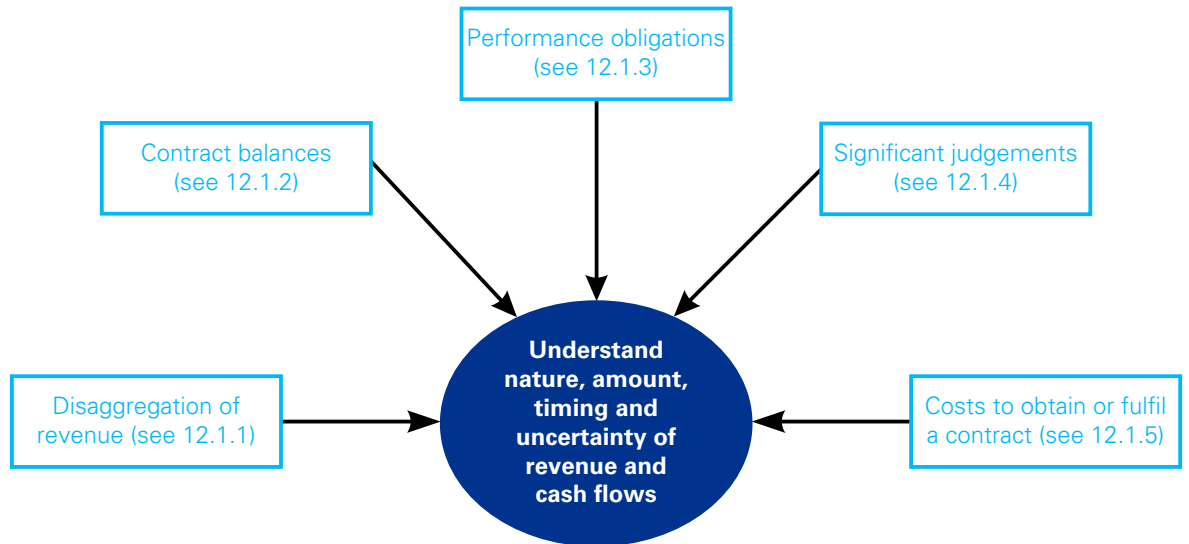 Performance obligations
(see 12.1.3)
Contract balances
(see 12.1.2)
Significant judgements
(see 12.1.4)
Disaggregation of
revenue (see 12.1.1)
Understand
nature, amount,
timing and
uncertainty of
revenue and
cash flows
Costs to obtain or fulfil
a contract (see 12.1.5)